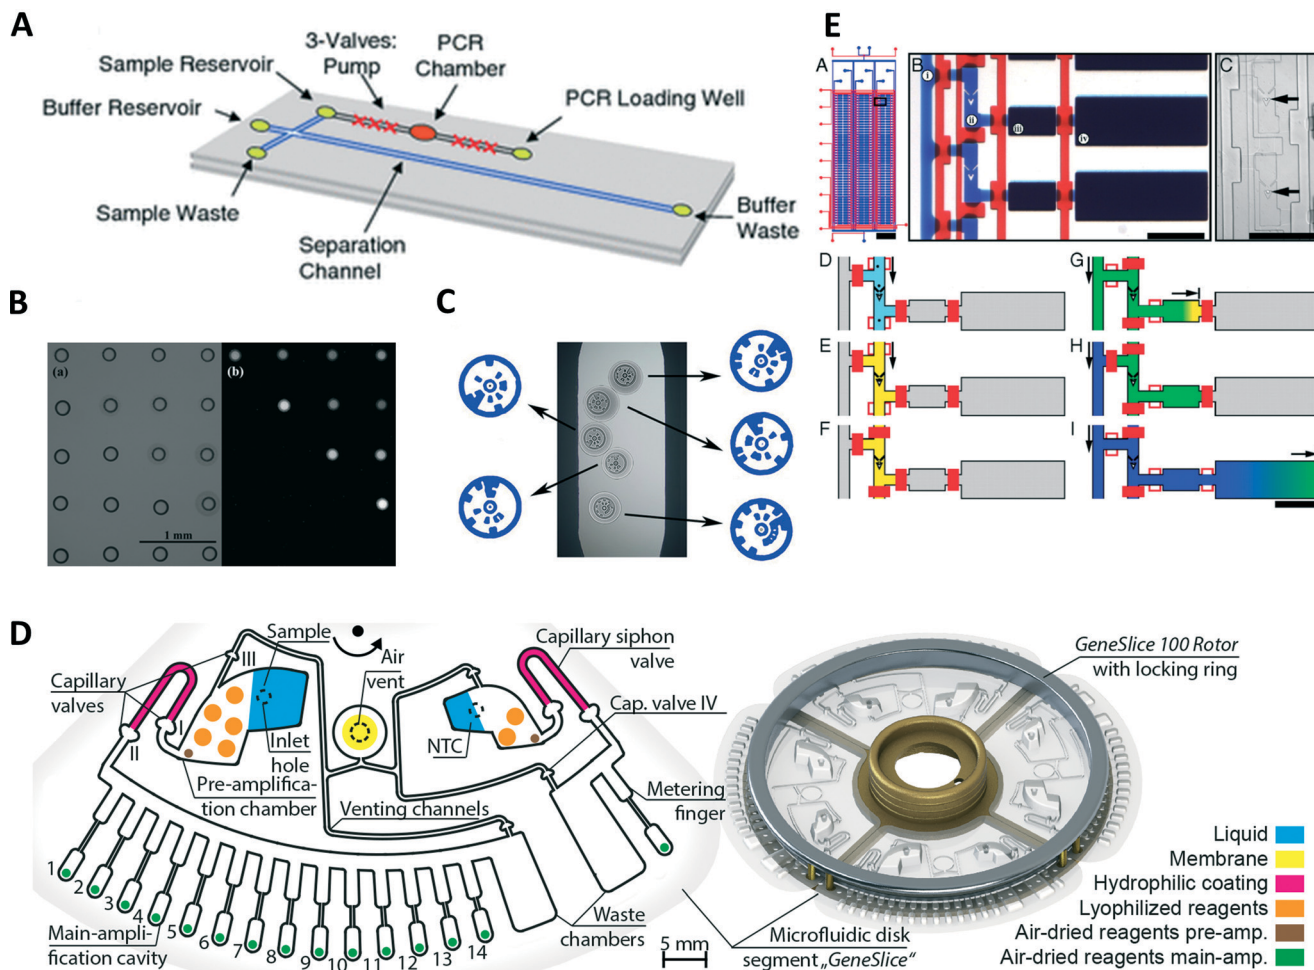 A
3-Valves:
Pump
PCR
Chamber
Sample Reservoir
Buffer Reservoir
PCR Loading Well
Sample Waste
Separation
Channel
Buffer
Waste
B
(a)
(b)
1 mm
C
E
A
B
C
i
ii
iii
iv
D
E
F
G
H
I
D
Sample
Air
vent
Capillary siphon
valve
Capillary
valves
III
I
II
Inlet
hole
NTC
Cap. valve IV
Pre-amplifica-
tion chamber
Venting channels
Metering
finger
1
2
3
4
5
6
7
8
9
10
11
12
13
14
Main-ampli-
fication cavity
Waste
chambers
5 mm
GeneSlice 100 Rotor
with locking ring
Microfluidic disk
segment „GeneSlice“
Liquid
Membrane
Hydrophilic coating
Lyophilized reagents
Air-dried reagents pre-amp.
Air-dried reagents main-amp.